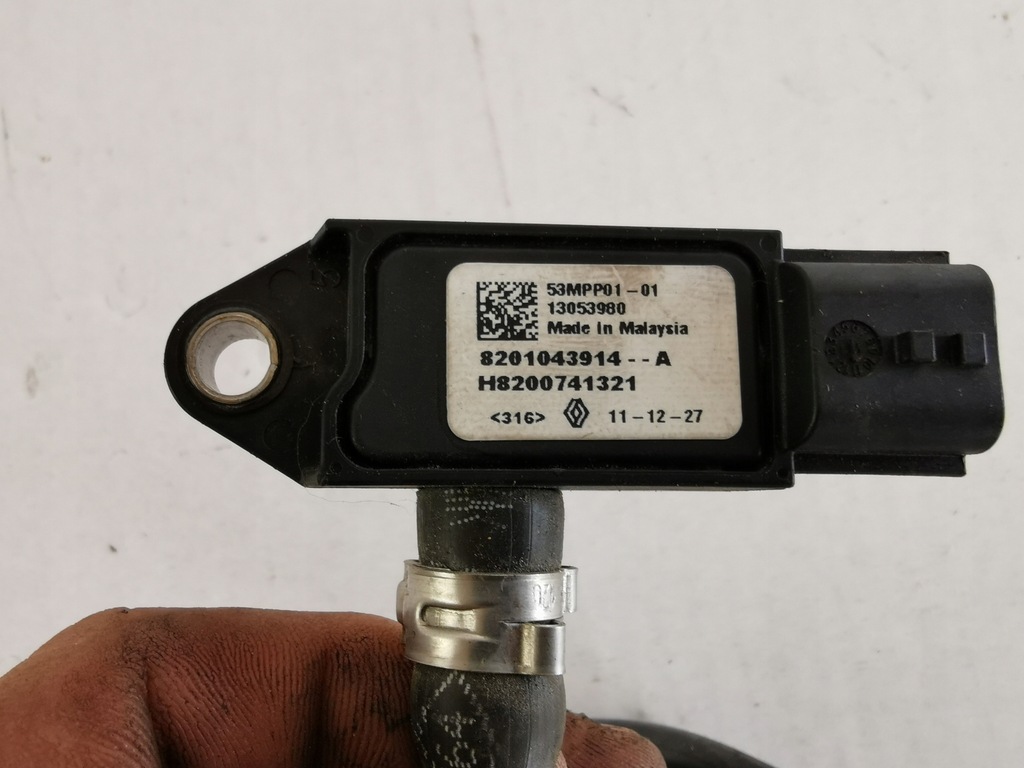 53MPP01-01
13053980
Made in Malaysia
8201043914--A
H8200741321
<316> 11-12-27